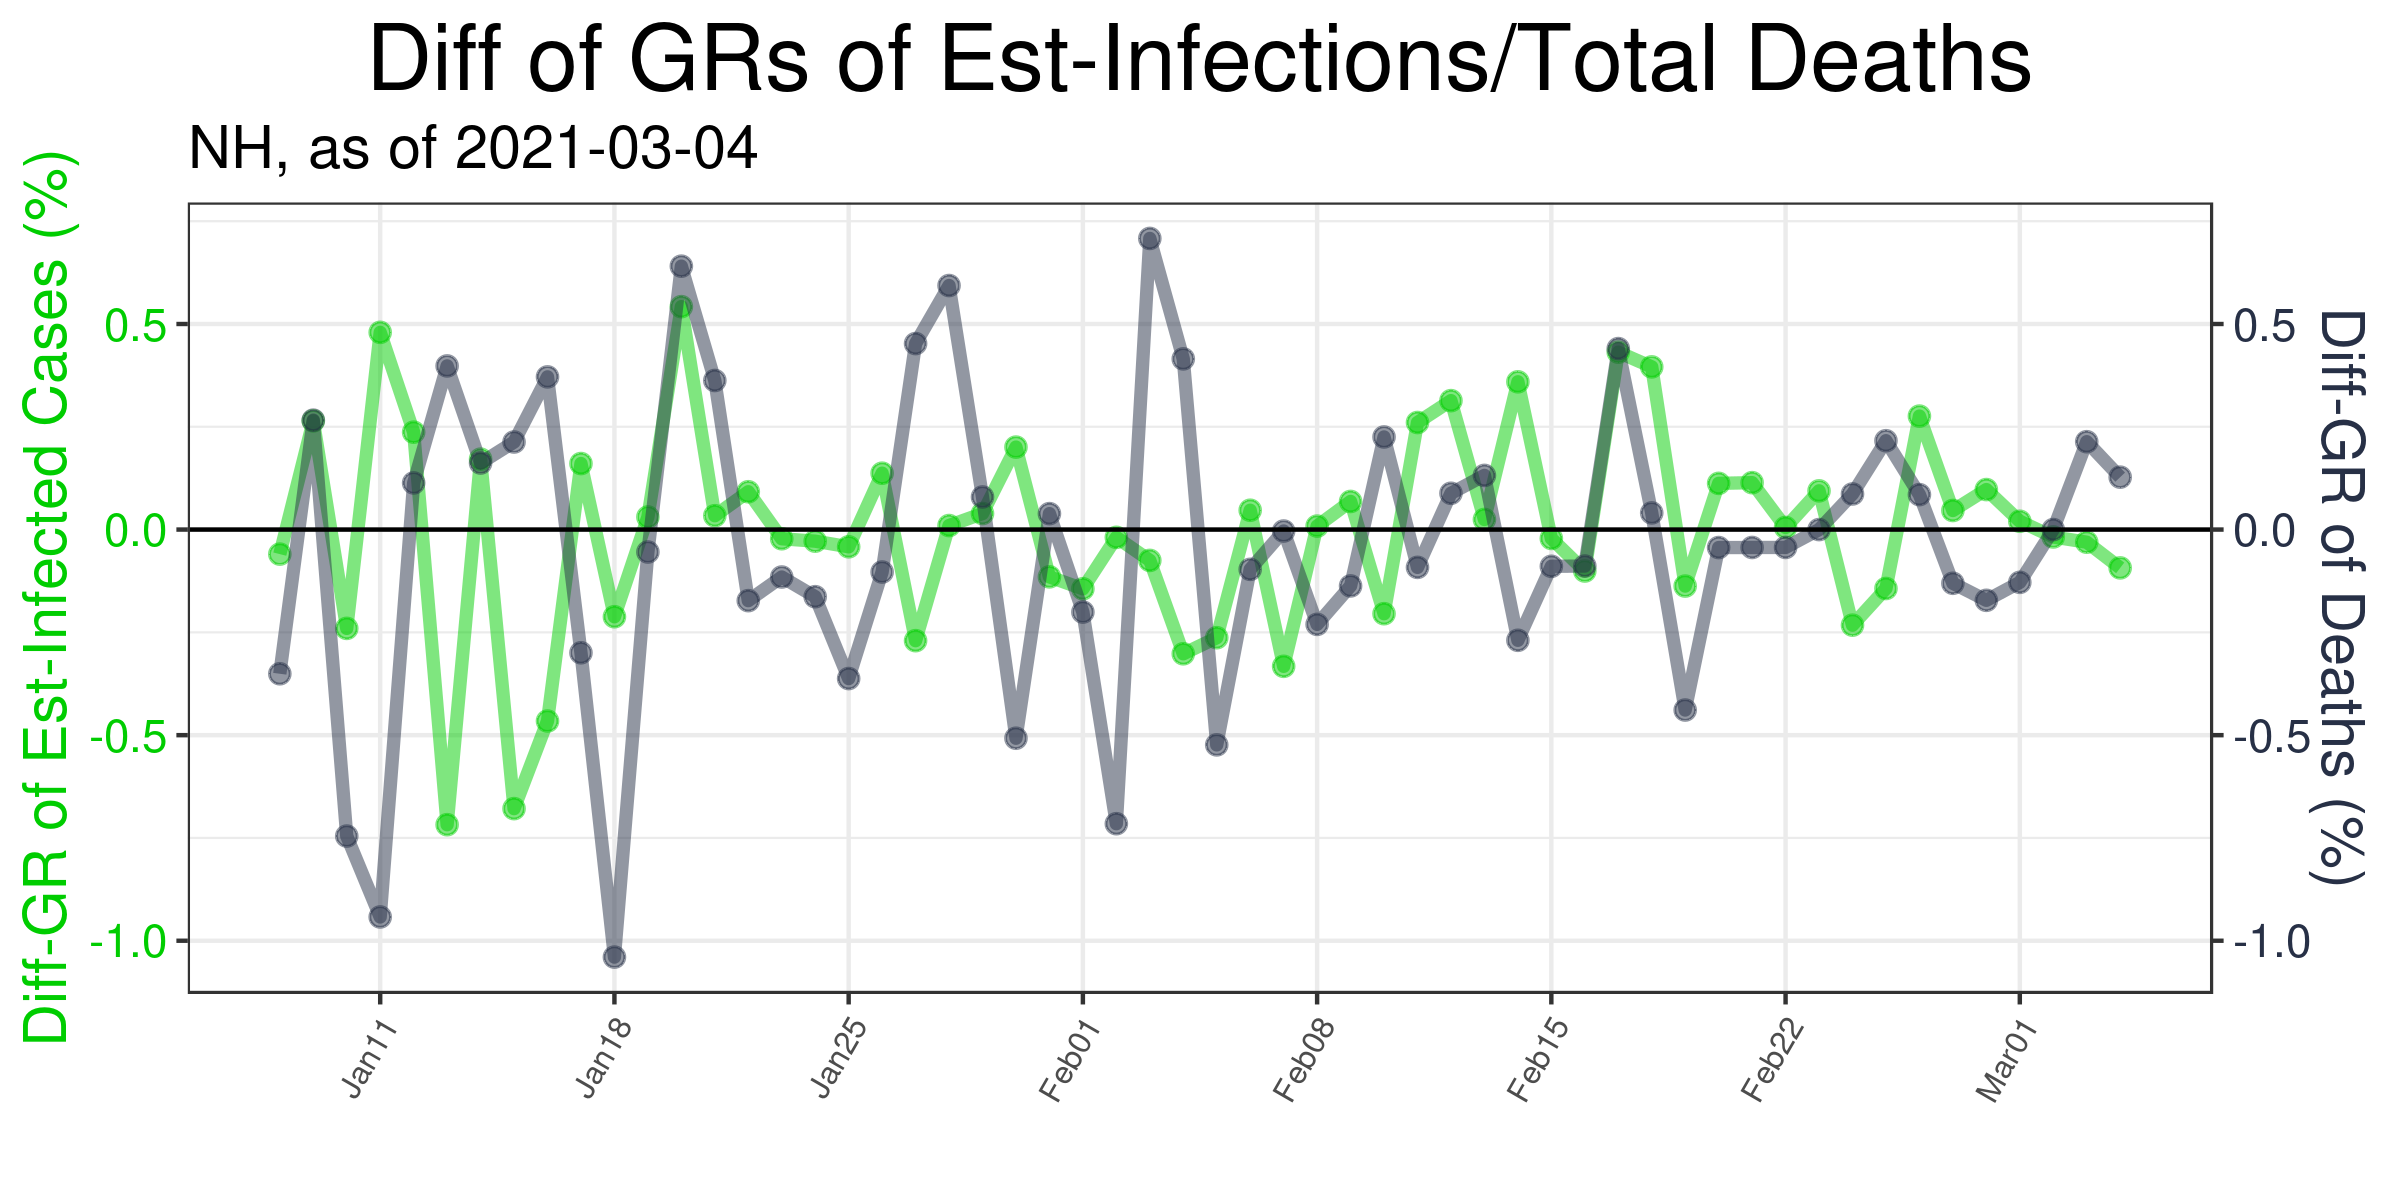 Diff of GRs of Est-Infections/Total Deaths
NH, as of 2021-03-04
Diff-GR of Est-Infected Cases (%)
0.5
0.0
-0.5
-1.0
0.5
0.0
-0.5
-1.0
Diff-GR of Deaths (%)
Jan11
Jan18
Jan25
Feb01
Feb08
Feb15
Feb22
Mar01